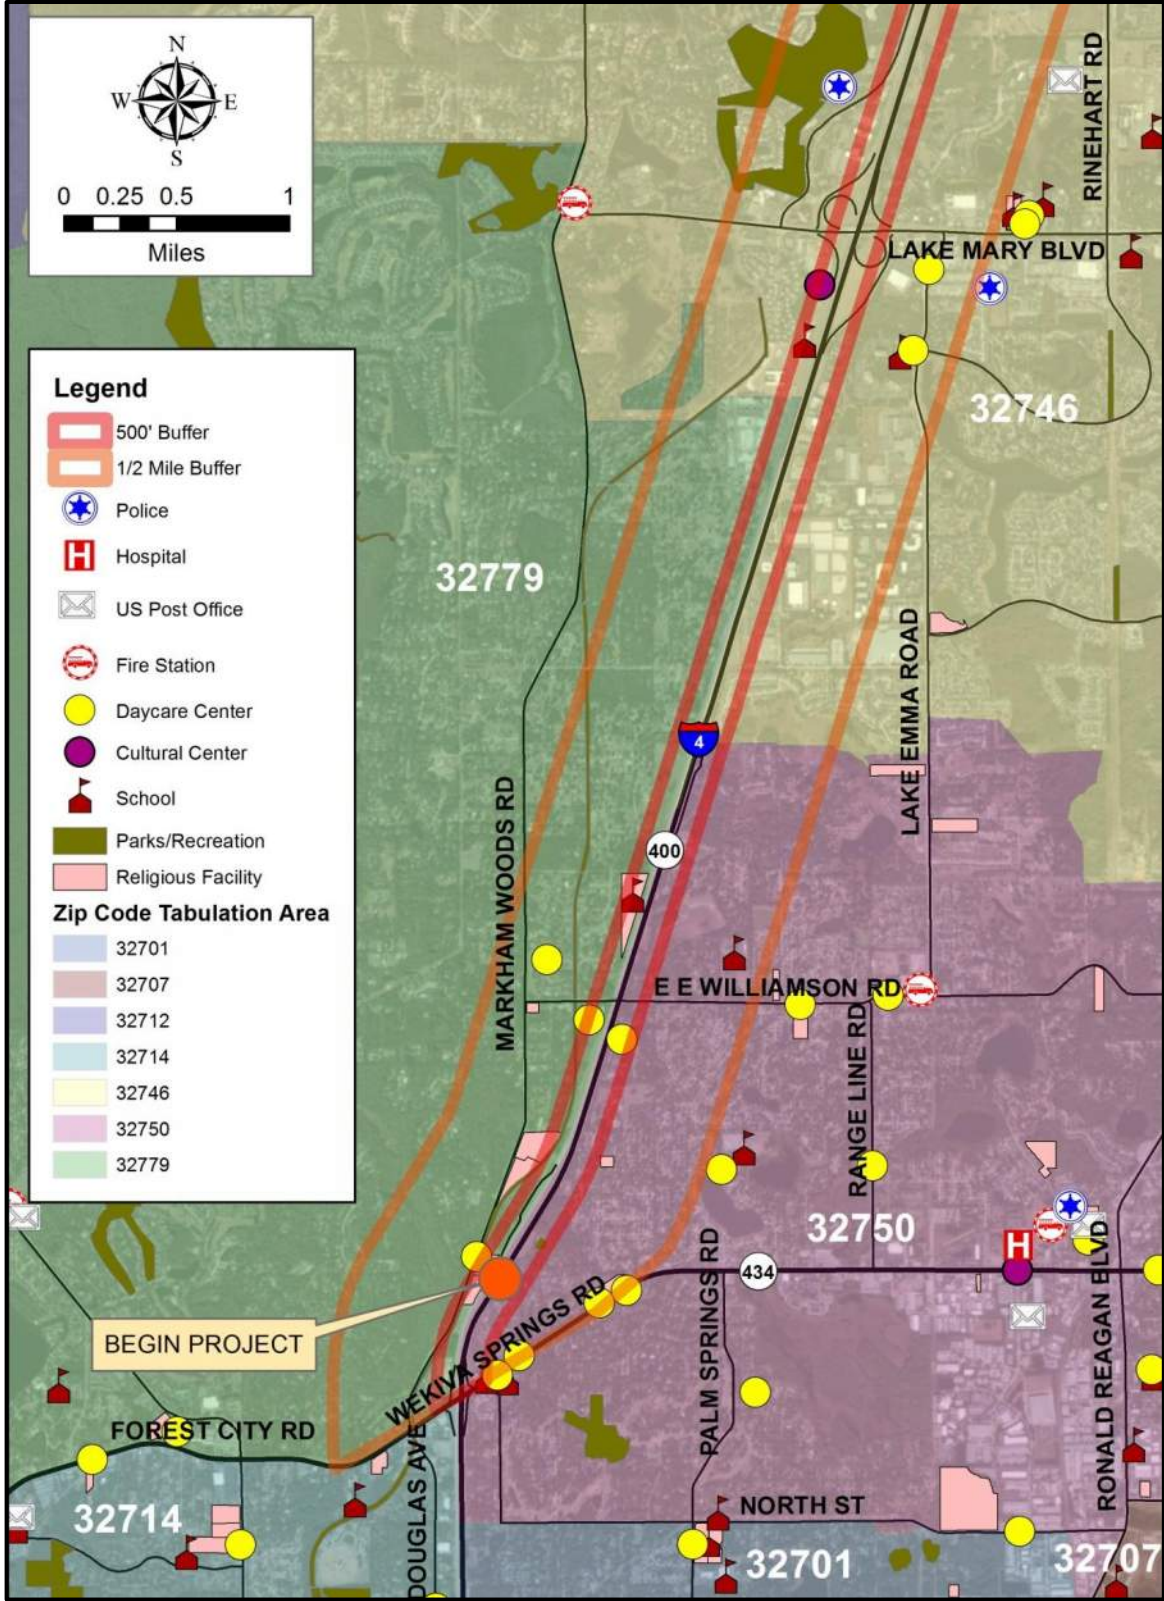 N
W E
S
0 0.25 0.5 1
Miles
RINEHART RD
LAKE MARY BLVD
32746
Legend
500' Buffer
1/2 Mile Buffer
Police
H Hospital
US Post Office
Fire Station
Daycare Center
Cultural Center
School
Parks/Recreation
Religious Facility
Zip Code Tabulation Area
32701
32707
32712
32714
32746
32750
32779
32779
LAKE EMMA ROAD
4
MARKHAM WOODS RD
400
E E WILLIAMSON RD
RANGE LINE RD
32750
H
PALM SPRINGS RD
434
RONALD REAGAN BLVD
BEGIN PROJECT
WEKIVA SPRINGS RD
FOREST CITY RD
DOUGLAS AVE
32714
NORTH ST
32701
32707